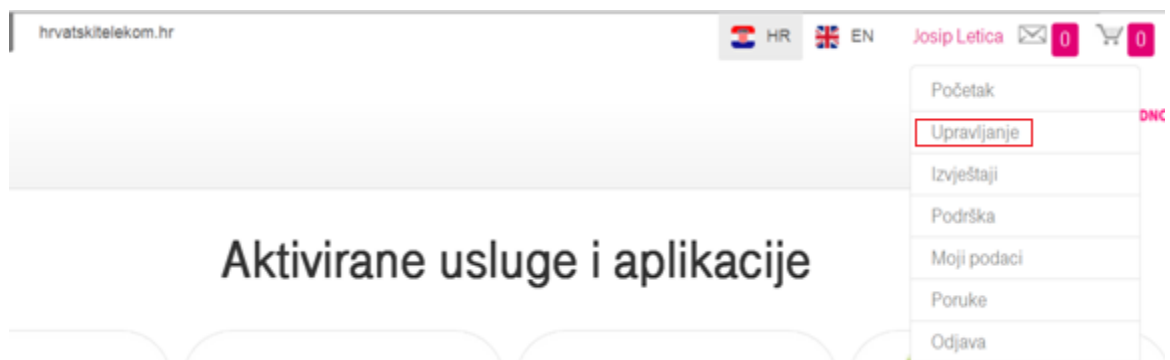 hrvatskitelekom.hr HR EN Josip Letica 0 0
Početak
Upravljanje
Izvještaji
Podrška
Moji podaci
Poruke
Odjava
Aktivirane usluge i aplikacije